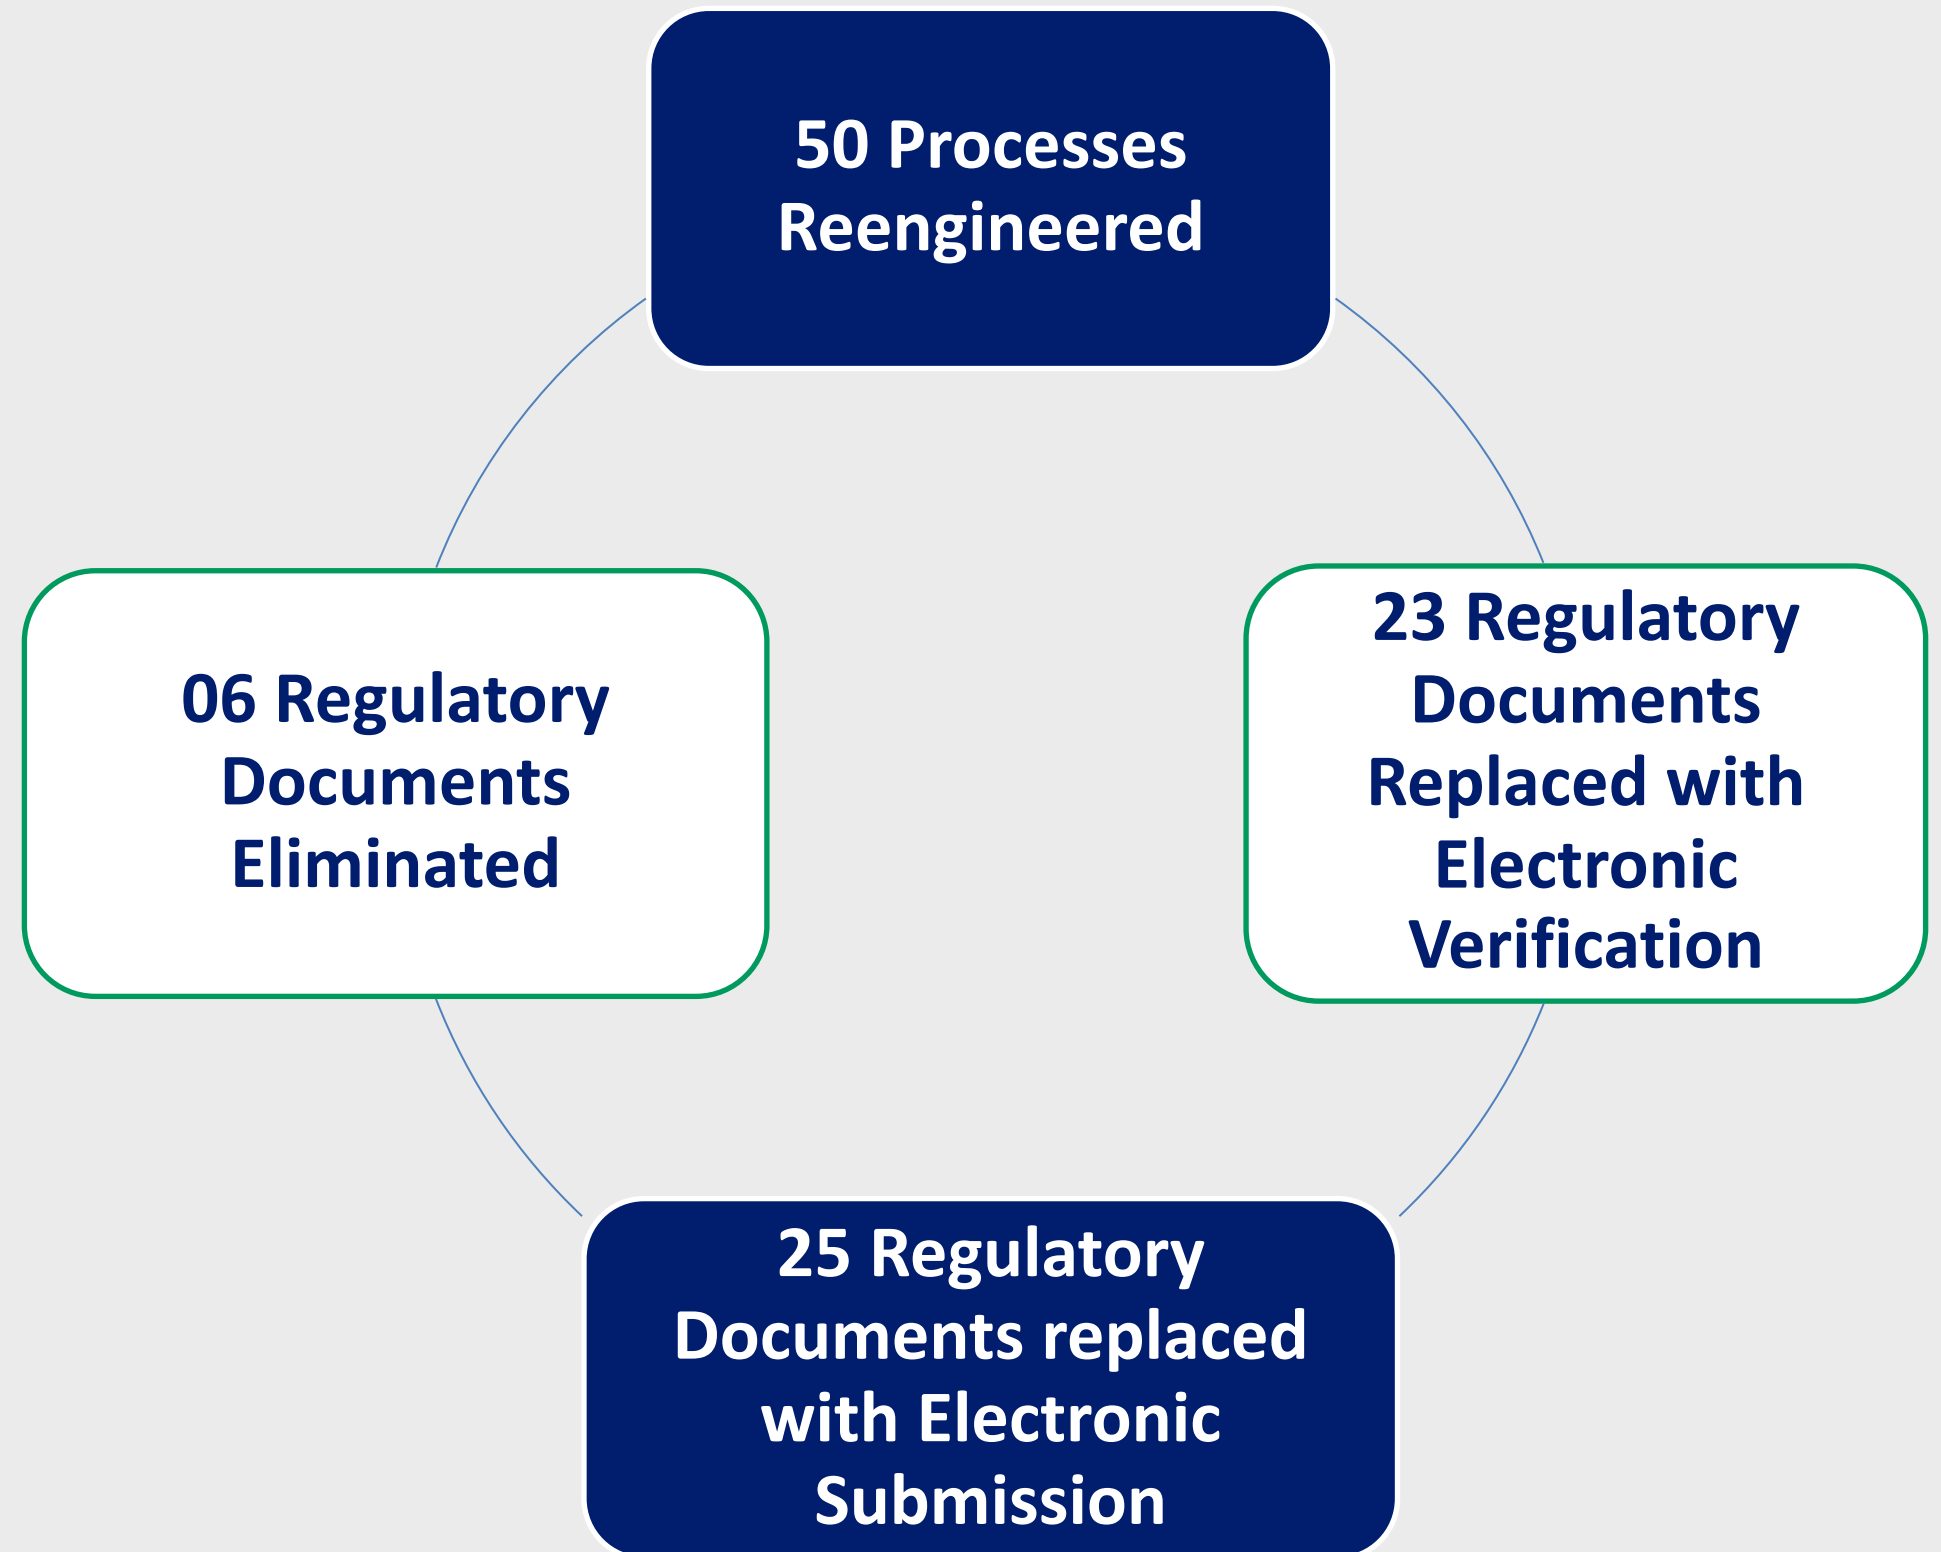 50 Processes
Reengineered
06 Regulatory
Documents
Eliminated
23 Regulatory
Documents
Replaced with
Electronic
Verification
25 Regulatory
Documents replaced
with Electronic
Submission